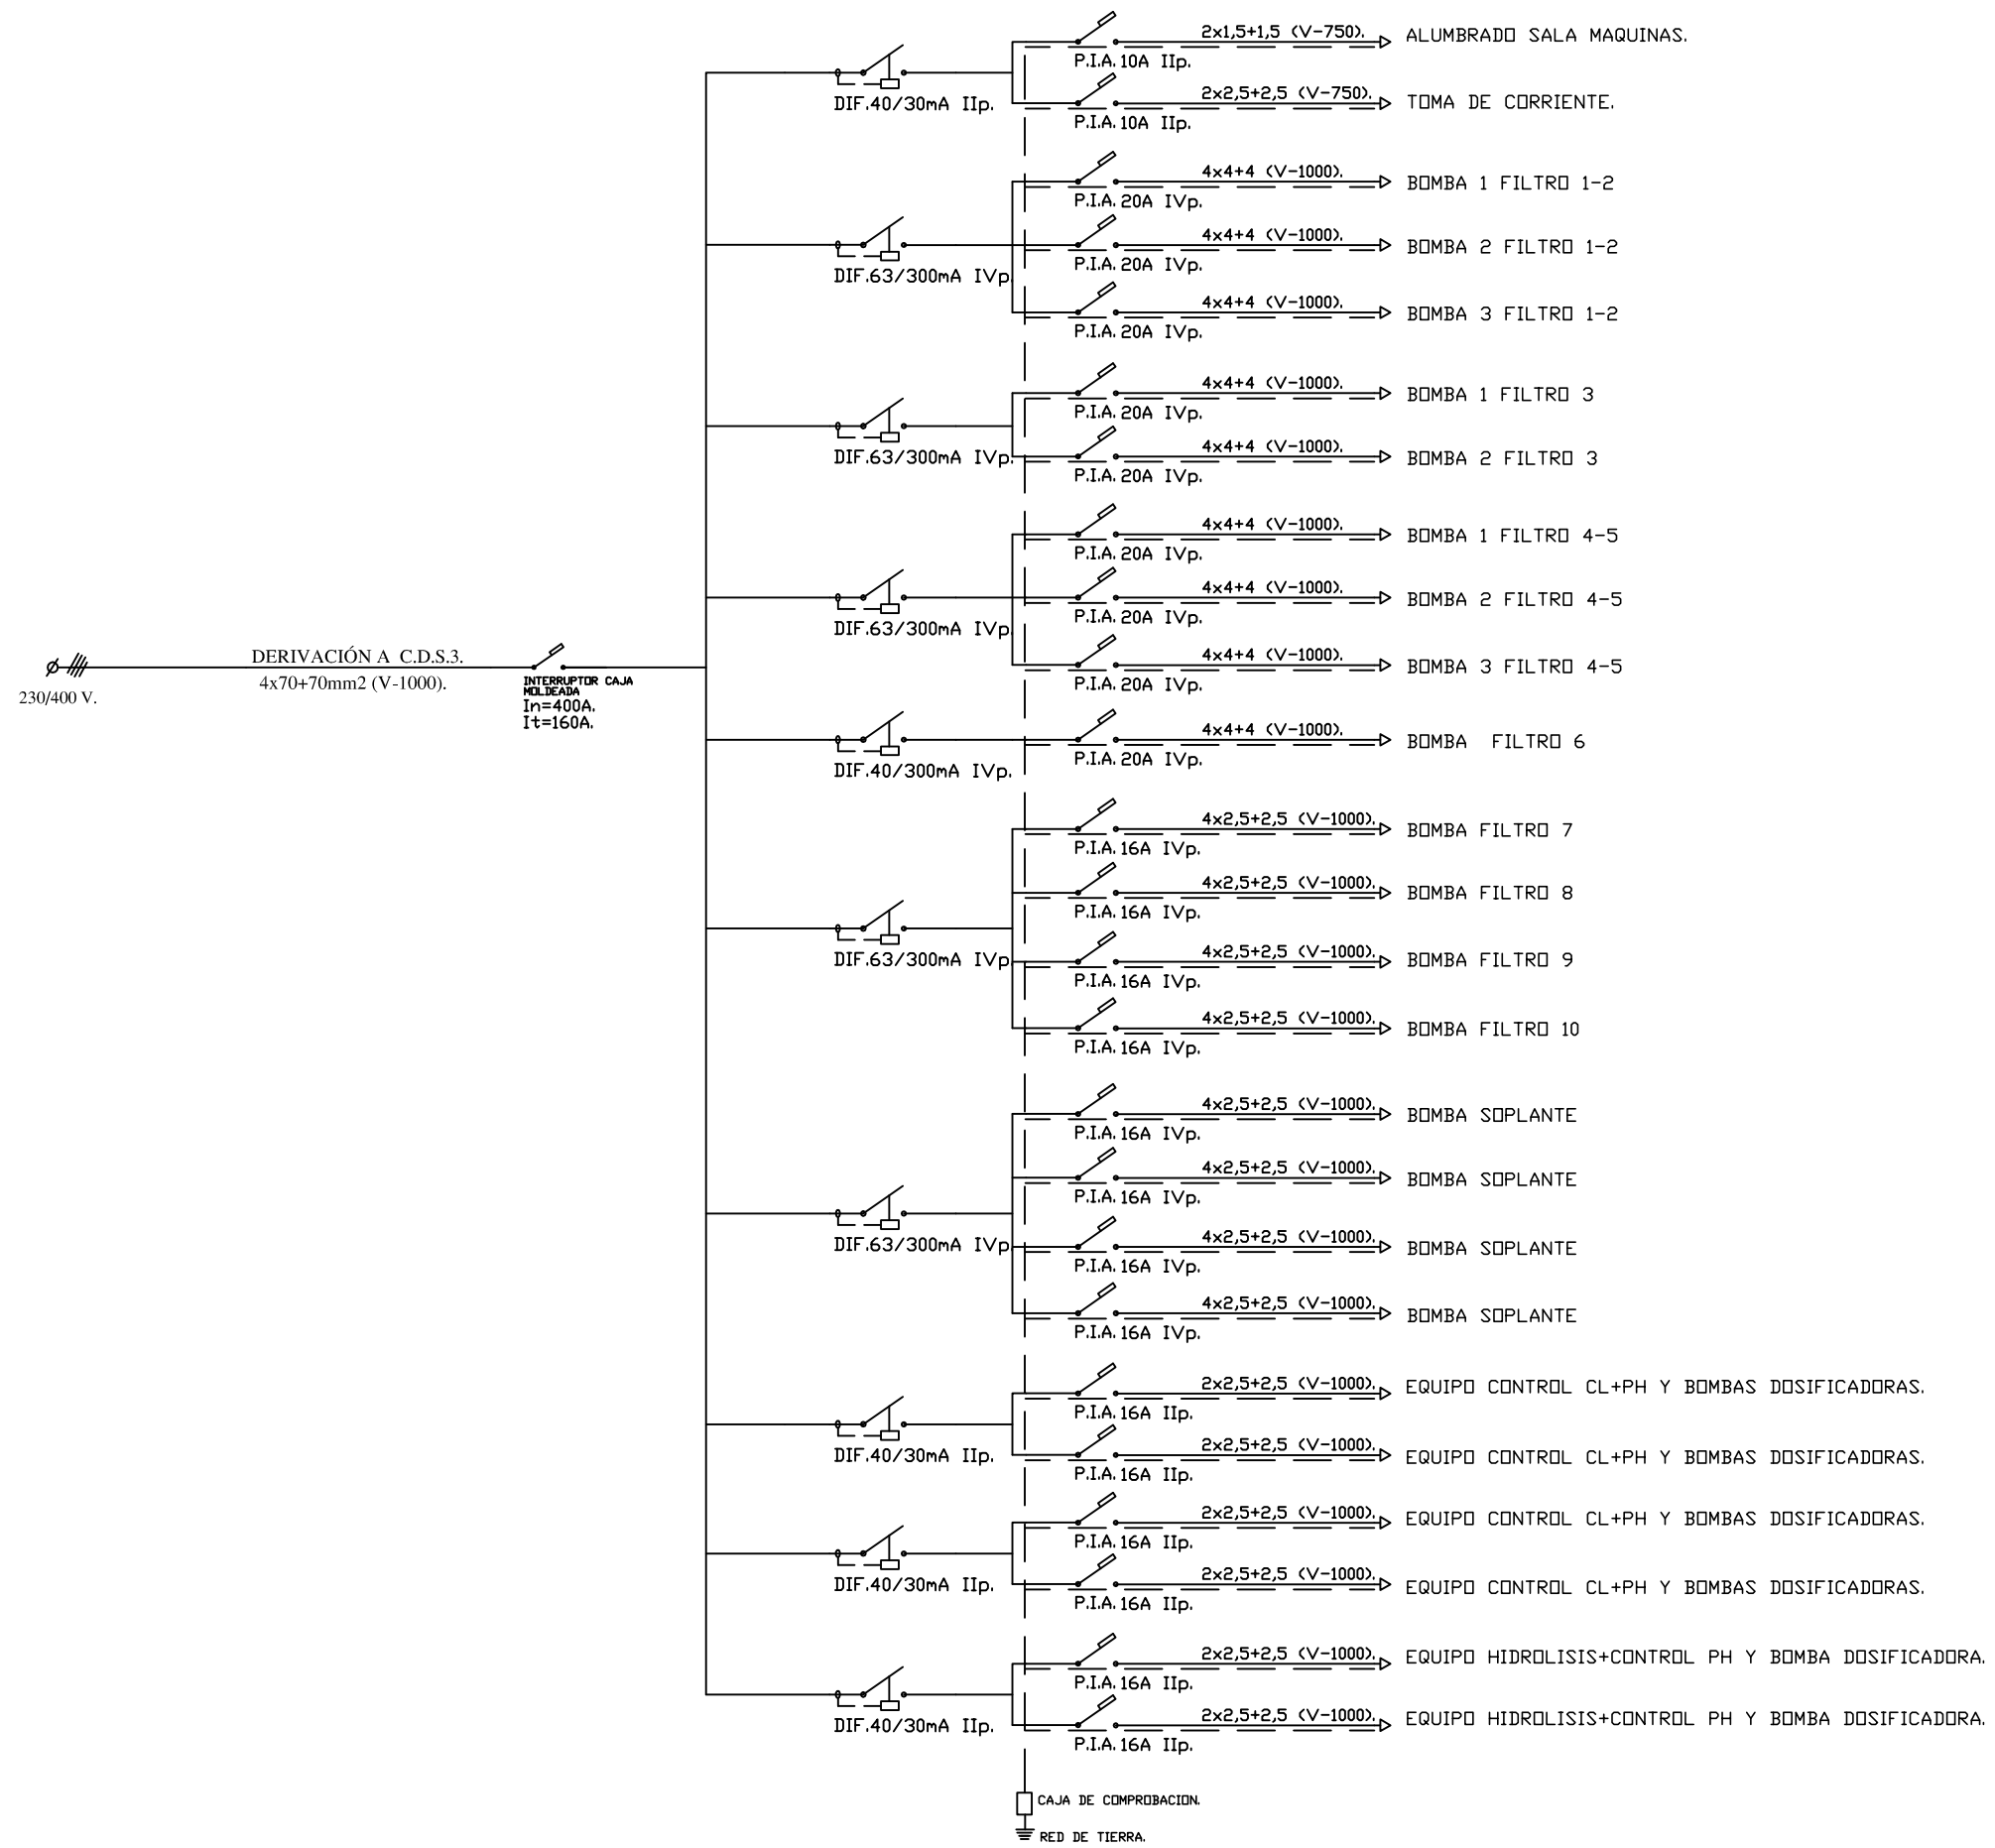 2x1,5+1,5 (V-750).
ALUMBRADO SALA MAQUINAS.
P.I.A. 10A IIp.
DIF.40/30mA IIp.
2x2,5+2,5 (V-750).
TOMA DE CORRIENTE.
P.I.A. 10A IIp.
4x4+4 (V-1000).
BOMBA 1 FILTRO 1-2
P.I.A. 20A IVp.
4x4+4 (V-1000).
BOMBA 2 FILTRO 1-2
P.I.A. 20A IVp.
DIF.63/300mA IVp.
4x4+4 (V-1000).
BOMBA 3 FILTRO 1-2
P.I.A. 20A IVp.
4x4+4 (V-1000).
BOMBA 1 FILTRO 3
P.I.A. 20A IVp.
DIF.63/300mA IVp.
4x4+4 (V-1000).
BOMBA 2 FILTRO 3
P.I.A. 20A IVp.
4x4+4 (V-1000).
BOMBA 1 FILTRO 4-5
P.I.A. 20A IVp.
4x4+4 (V-1000).
BOMBA 2 FILTRO 4-5
P.I.A. 20A IVp.
DIF.63/300mA IVp.
4x4+4 (V-1000).
BOMBA 3 FILTRO 4-5
P.I.A. 20A IVp.
DERIVACIÓN A C.D.S.3.
4x70+70mm2 (V-1000).
230/400 V.
INTERRUPTOR CAJA
MOLDEADA
In=400A.
It=160A.
4x4+4 (V-1000).
BOMBA FILTRO 6
P.I.A. 20A IVp.
DIF.40/300mA IVp.
4x2,5+2,5 (V-1000).
BOMBA FILTRO 7
P.I.A. 16A IVp.
4x2,5+2,5 (V-1000).
BOMBA FILTRO 8
P.I.A. 16A IVp.
DIF.63/300mA IVp.
4x2,5+2,5 (V-1000).
BOMBA FILTRO 9
P.I.A. 16A IVp.
4x2,5+2,5 (V-1000).
BOMBA FILTRO 10
P.I.A. 16A IVp.
4x2,5+2,5 (V-1000).
BOMBA SOPLANTE
P.I.A. 16A IVp.
4x2,5+2,5 (V-1000).
BOMBA SOPLANTE
P.I.A. 16A IVp.
DIF.63/300mA IVp.
4x2,5+2,5 (V-1000).
BOMBA SOPLANTE
P.I.A. 16A IVp.
4x2,5+2,5 (V-1000).
BOMBA SOPLANTE
P.I.A. 16A IVp.
2x2,5+2,5 (V-1000).
EQUIPO CONTROL CL+PH Y BOMBAS DOSIFICADORAS.
P.I.A. 16A IIp.
DIF.40/30mA IIp.
2x2,5+2,5 (V-1000).
EQUIPO CONTROL CL+PH Y BOMBAS DOSIFICADORAS.
P.I.A. 16A IIp.
2x2,5+2,5 (V-1000).
EQUIPO CONTROL CL+PH Y BOMBAS DOSIFICADORAS.
P.I.A. 16A IIp.
DIF.40/30mA IIp.
2x2,5+2,5 (V-1000).
EQUIPO CONTROL CL+PH Y BOMBAS DOSIFICADORAS.
P.I.A. 16A IIp.
2x2,5+2,5 (V-1000).
EQUIPO HIDROLISIS+CONTROL PH Y BOMBA DOSIFICADORA.
P.I.A. 16A IIp.
DIF.40/30mA IIp.
2x2,5+2,5 (V-1000).
EQUIPO HIDROLISIS+CONTROL PH Y BOMBA DOSIFICADORA.
P.I.A. 16A IIp.
CAJA DE COMPROBACION.
RED DE TIERRA.